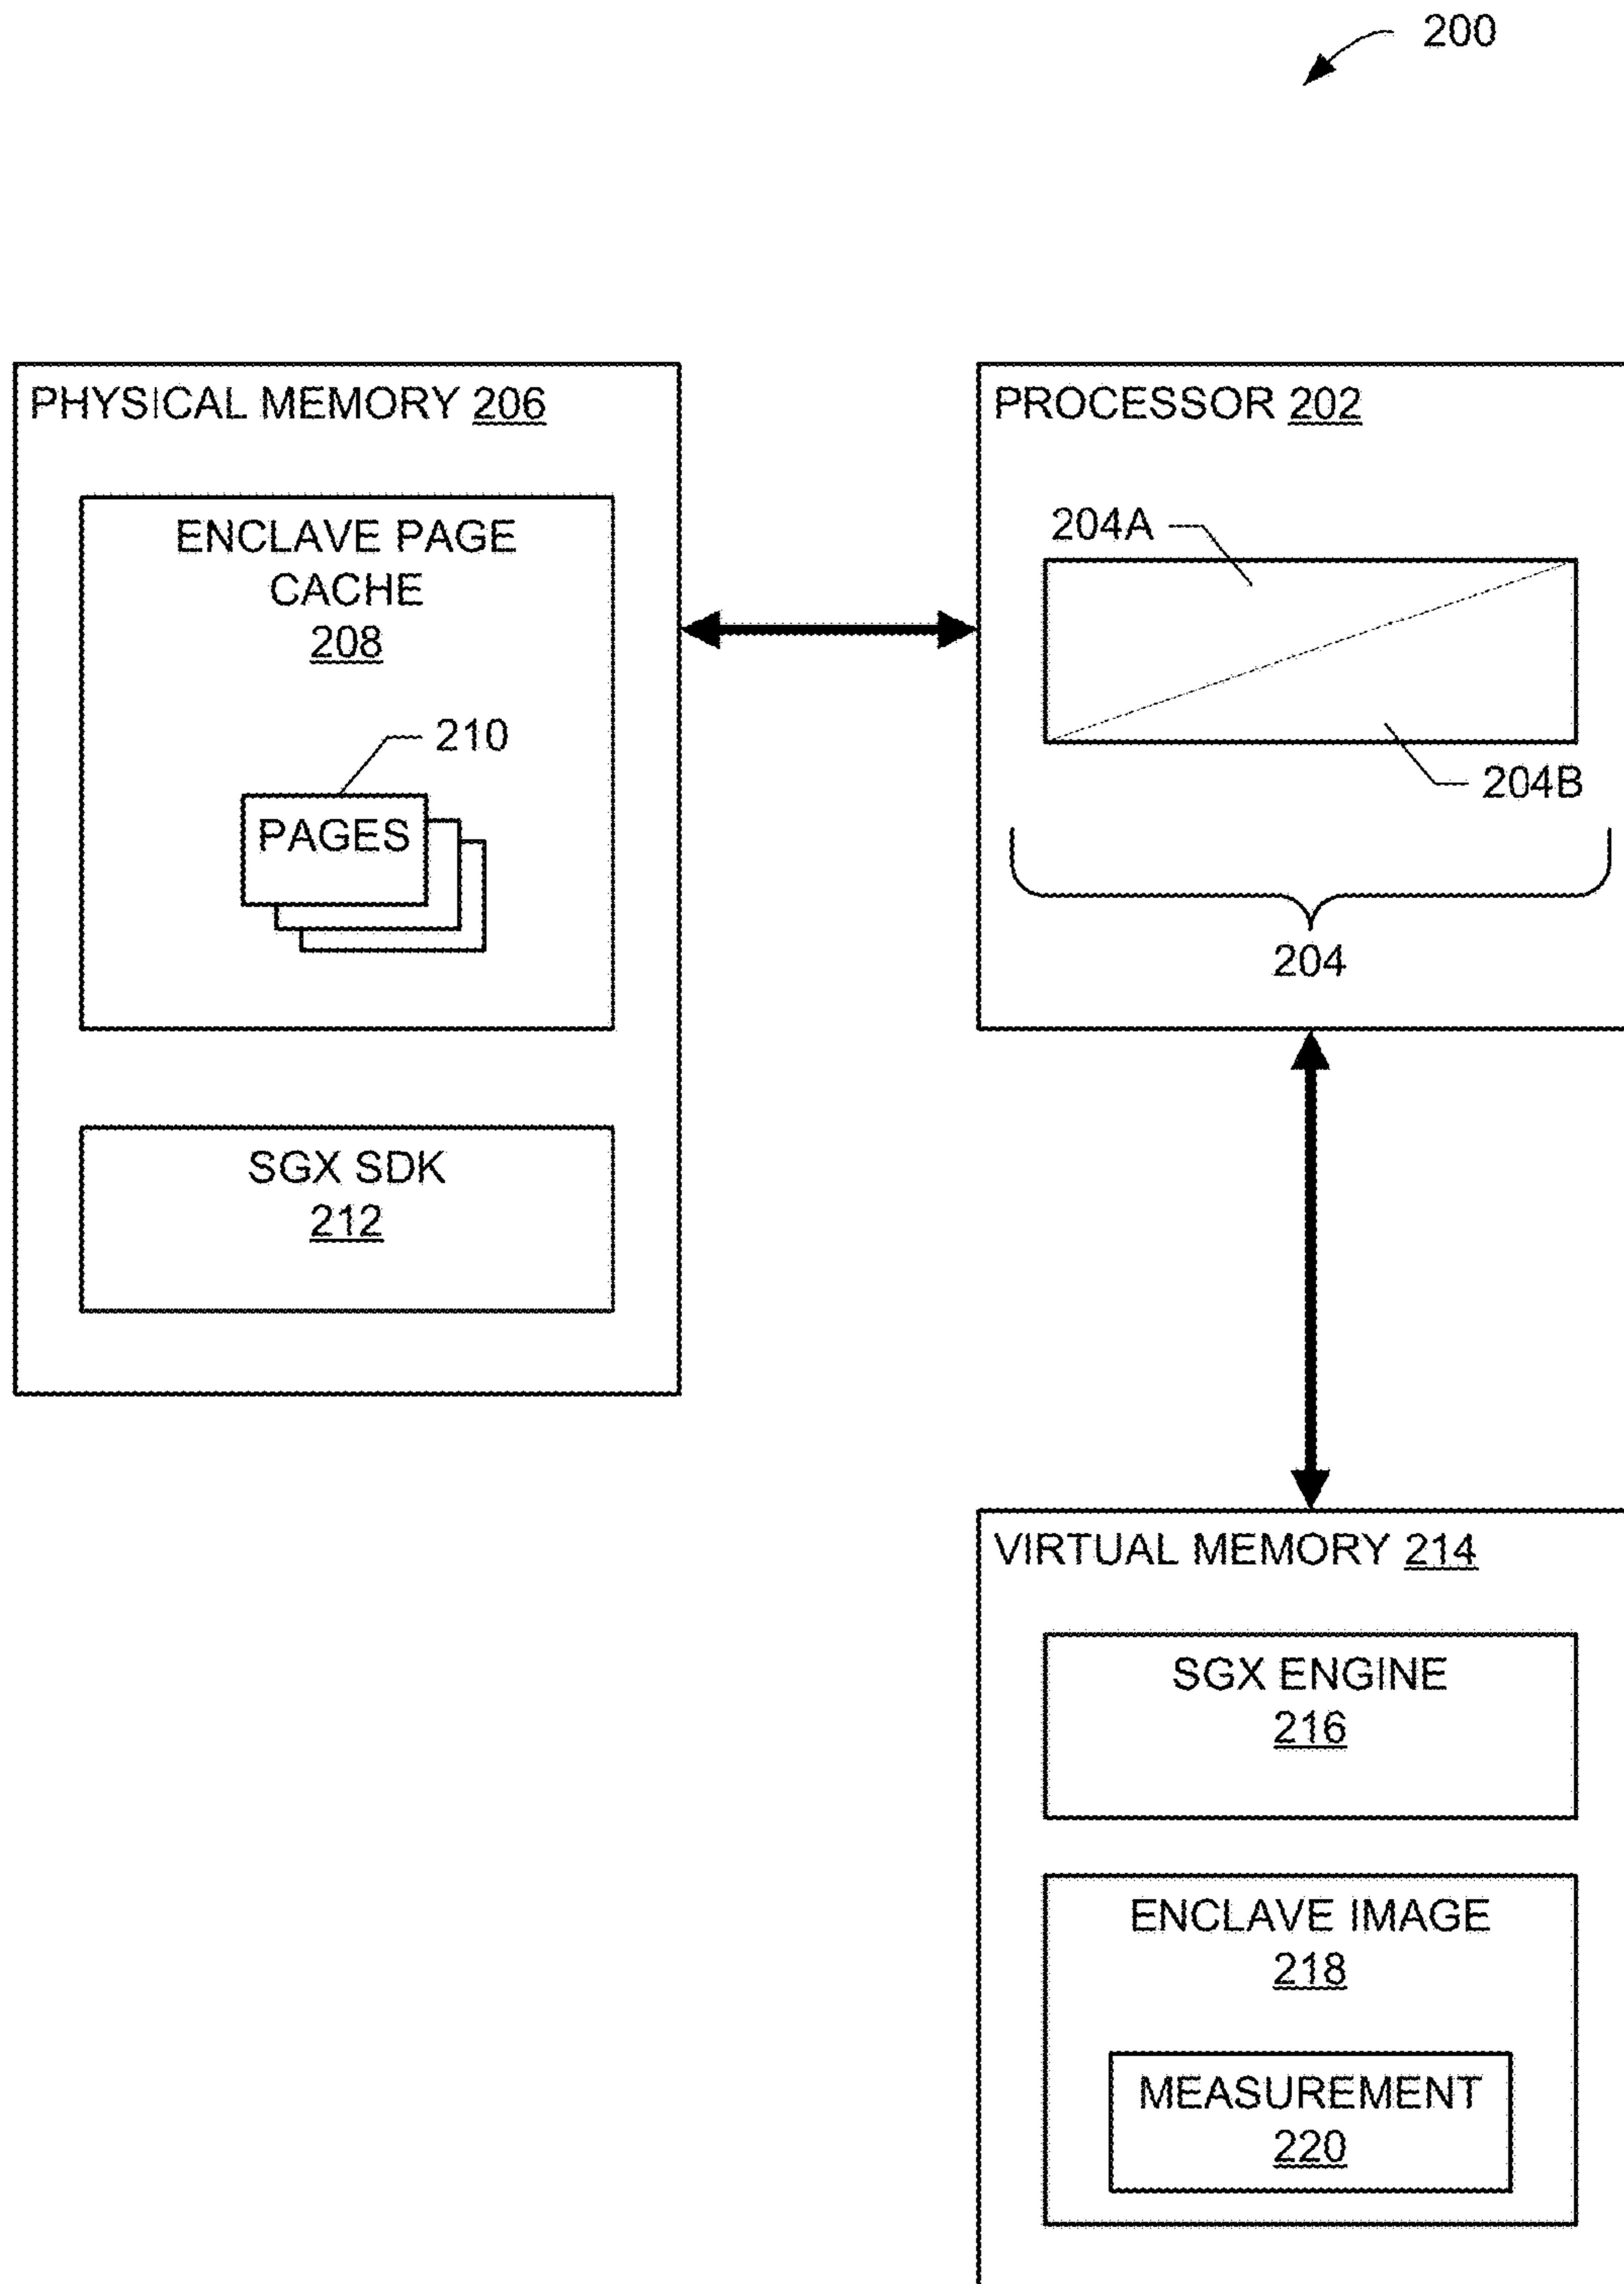 200
PHYSICAL MEMORY 206
ENCLAVE PAGE
CACHE
208
210
PAGES
SGX SDK
212
PROCESSOR 202
204A
204B
204
VIRTUAL MEMORY 214
SGX ENGINE
216
ENCLAVE IMAGE
218
MEASUREMENT
220